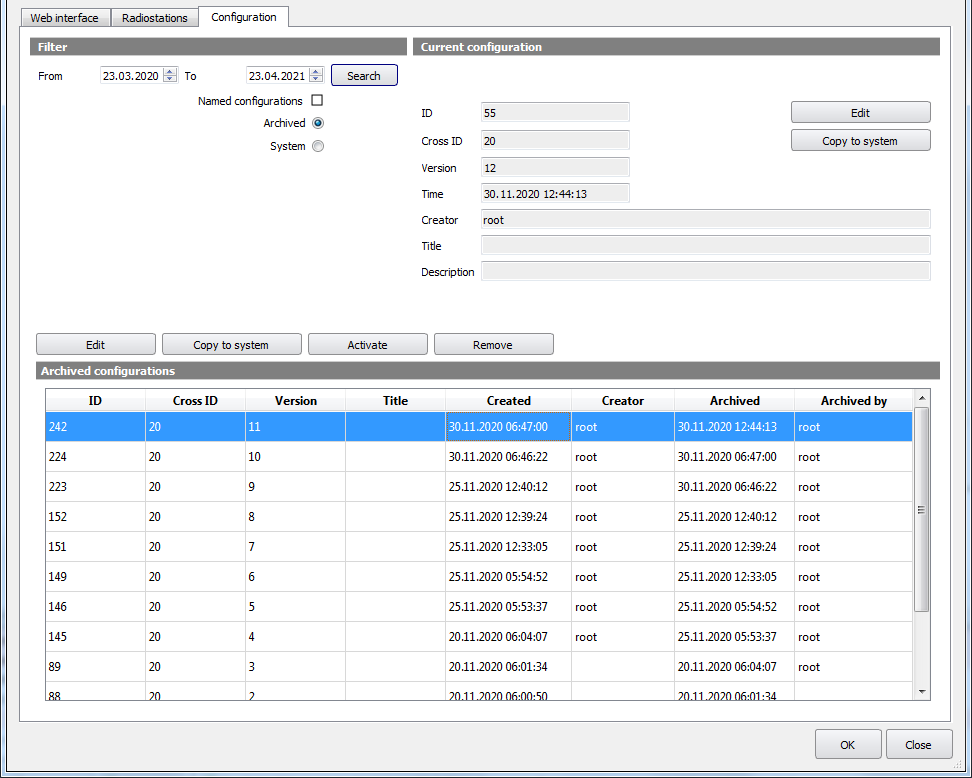 Web interface Radiostations Configuration
Filter
From 23.03.2020 To 23.04.2021 Search
Named configurations
Archived
System
Current configuration
ID 55 Edit
Cross ID 20 Copy to system
Version 12
Time 30.11.2020 12:44:13
Creator root
Title
Description
Edit Copy to system Activate Remove
Archived configurations
ID Cross ID Version Title Created Creator Archived Archived by
242 20 11 30.11.2020 06:47:00 root 30.11.2020 12:44:13 root
224 20 10 30.11.2020 06:46:22 root 30.11.2020 06:47:00 root
223 20 9 25.11.2020 12:40:12 root 30.11.2020 06:46:22 root
152 20 8 25.11.2020 12:39:24 root 25.11.2020 12:40:12 root
151 20 7 25.11.2020 12:33:05 root 25.11.2020 12:39:24 root
149 20 6 25.11.2020 05:54:52 root 25.11.2020 12:33:05 root
146 20 5 25.11.2020 05:53:37 root 25.11.2020 05:54:52 root
145 20 4 20.11.2020 06:04:07 root 25.11.2020 05:53:37 root
89 20 3 20.11.2020 06:01:34 20.11.2020 06:04:07 root
88 20 2 20.11.2020 06:00:50 20.11.2020 06:01:34
OK Close